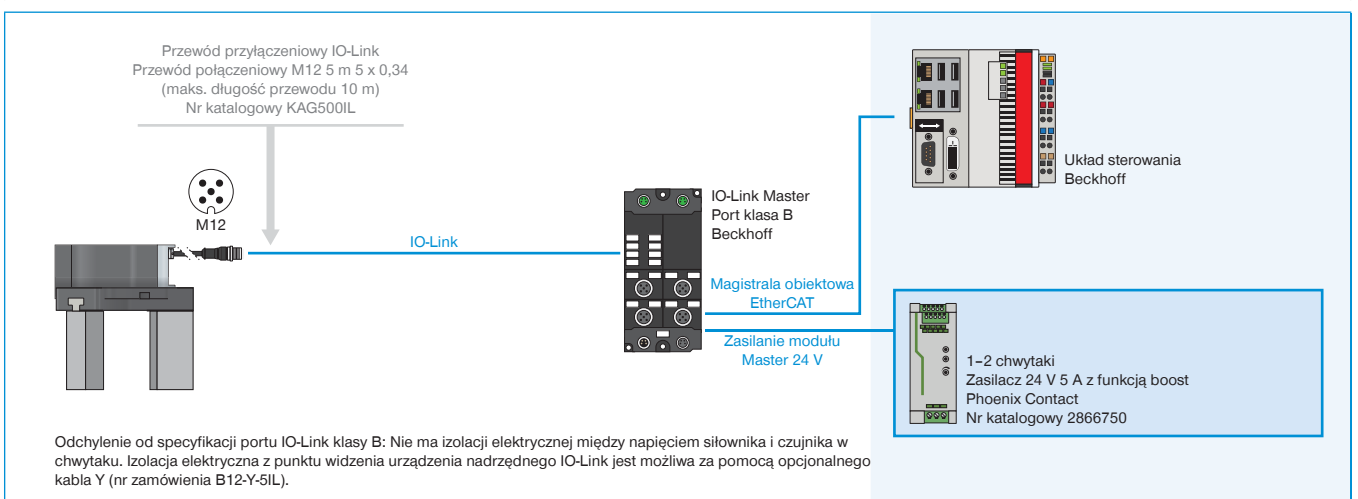 Przewód przyłączeniowy IO-Link
Przewód połączeniowy M12 5 m 5 x 0,34
(maks. długość przewodu 10 m)
Nr katalogowy KAG500IL
M12
IO-Link
IO-Link Master
Port klasa B
Beckhoff
Magistrala obiektowa
EtherCAT
Zasilanie modułu
Master 24 V
Układ sterowania
Beckhoff
1–2 chwytaki
Zasilacz 24 V 5 A z funkcją boost
Phoenix Contact
Nr katalogowy 2866750
Odchylenie od specyfikacji portu IO-Link klasy B: Nie ma izolacji elektrycznej między napięciem siłownika i czujnika w
chwytaku. Izolacja elektryczna z punktu widzenia urządzenia nadrzędnego IO-Link jest możliwa za pomocą opcjonalnego
kabla Y (nr zamówienia B12-Y-5IL).